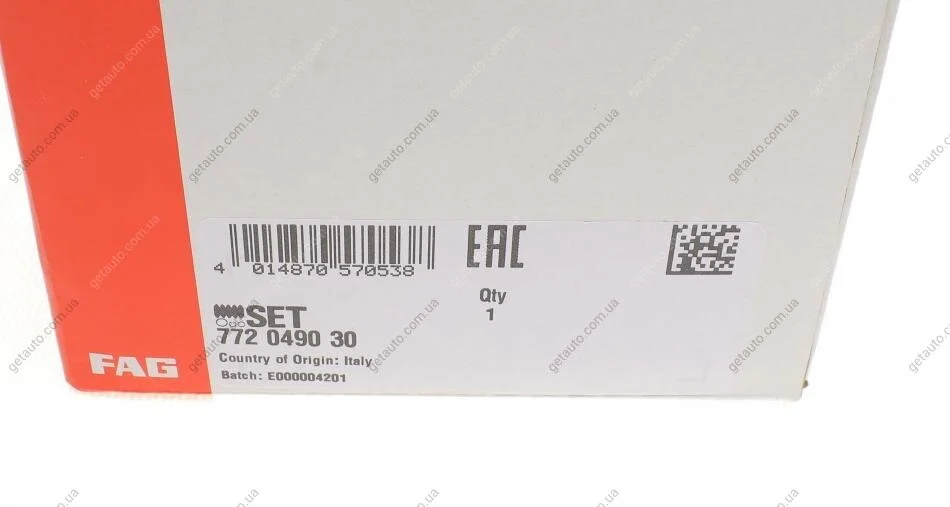 4 014870 570538
EAC
Qty
1
SET
772 0490 30
Country of Origin: Italy
Batch: E000004201
FAG
getauto.com.ua